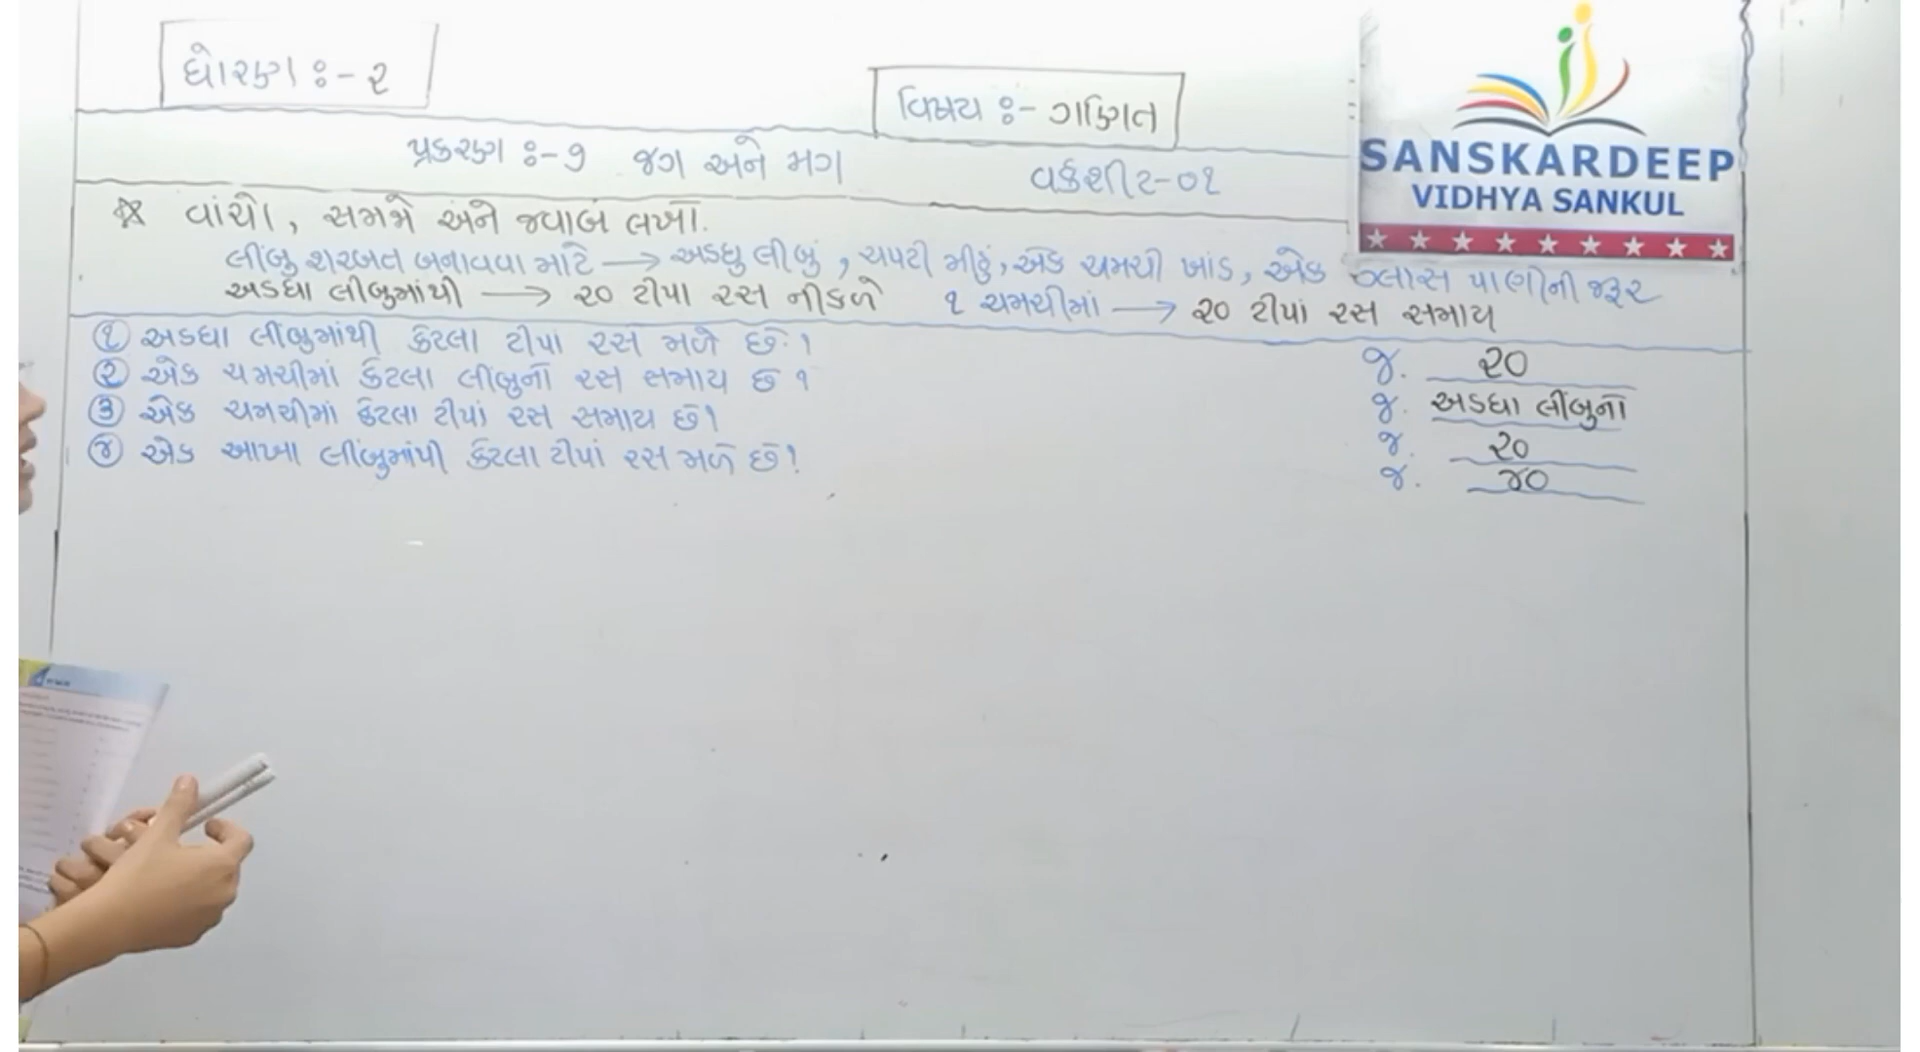 ધોરણ :- ૨
વિષય :- ગણિત
SANSKARDEEP
VIDHYA SANKUL
પ્રકરણ :- ૭ જગ અને મગ
વર્કશીટ-૦૧
વાંચો, સમજો અને જવાબ લખો.
લીંબુ શરબત બનાવવા માટે → અડધુ લીબું, ચપટી મીઠું, એક ચમચી ખાંડ, એક ગ્લાસ પાણીની જરૂર
અડધા લીબુમાંથી → ૨૦ ટીપા રસ નીકળે ૧ ચમચીમાં → ૨૦ ટીપાં રસ સમાય
① અડધા લીંબુમાંથી કેટલા ટીપા રસ મળે છે ? જ. ૨૦
② એક ચમચીમાં કેટલા લીંબુનો રસ સમાય છે ? જ. અડધા લીંબુનો
③ એક ચમચીમાં કેટલા ટીપાં રસ સમાય છે ? જ. ૨૦
④ એક આખા લીંબુમાંથી કેટલા ટીપાં રસ મળે છે ? જ. ૪૦